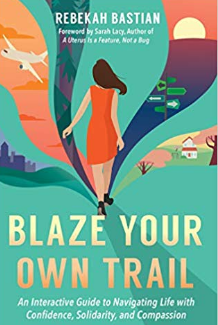 REBEKAH BASTIAN
Foreword by Sarah Lacy, Author of
A Uterus Is a Feature, Not a Bug
BLAZE YOUR
OWN TRAIL
An Interactive Guide to Navigating Life with
Confidence, Solidarity, and Compassion